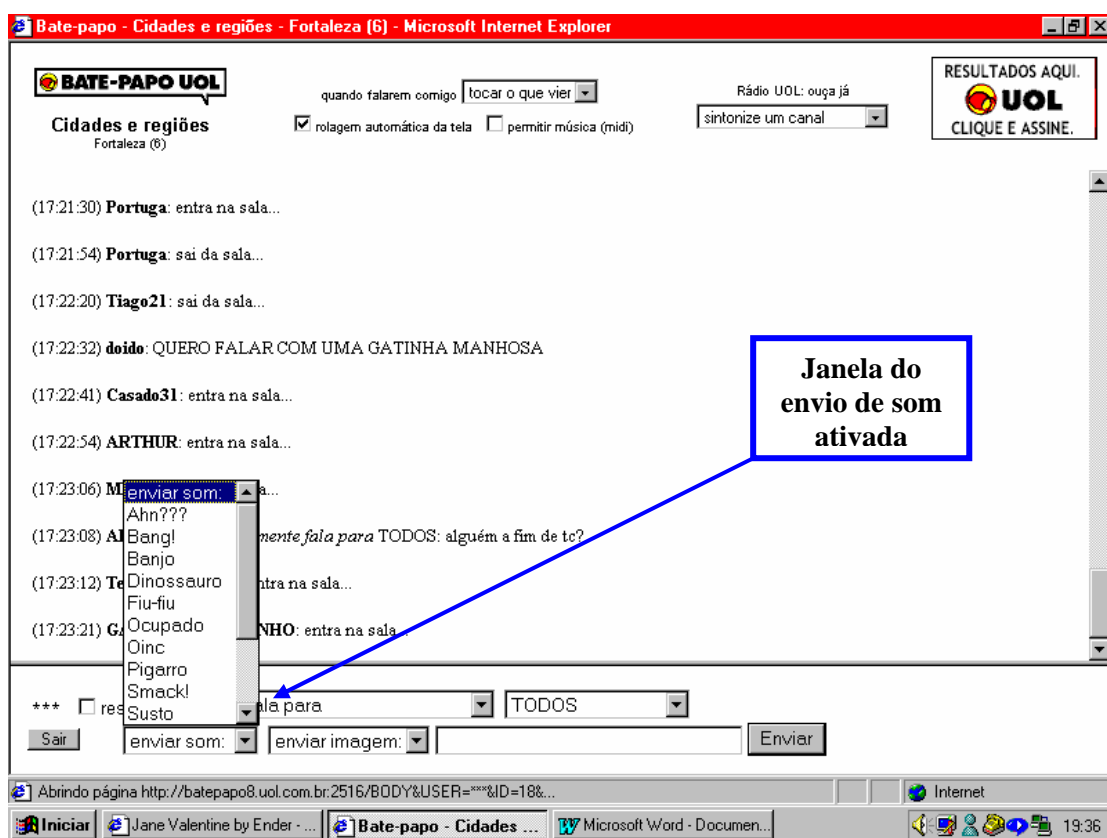 Bate-papo - Cidades e regiões - Fortaleza (6) - Microsoft Internet Explorer
BATE-PAPO UOL
Cidades e regiões
Fortaleza (6)
quando falarem comigo tocar o que vier
rolagem automática da tela permitir música (midi)
Rádio UOL: ouça já
sintonize um canal
RESULTADOS AQUI.
UOL
CLIQUE E ASSINE.
(17:21:30) Portuga: entra na sala...
(17:21:54) Portuga: sai da sala...
(17:22:20) Tiago21: sai da sala...
(17:22:32) doido: QUERO FALAR COM UMA GATINHA MANHOSA
(17:22:41) Casado31: entra na sala...
(17:22:54) ARTHUR: entra na sala...
(17:23:06) M a...
(17:23:08) A mente fala para TODOS: alguém a fim de tc?
(17:23:12) Te ntra na sala...
(17:23:21) G NHO: entra na sala...
Janela do
envio de som
ativada
enviar som:
Ahn???
Bang!
Banjo
Dinossauro
Fiu-fiu
Ocupado
Oinc
Pigarro
Smack!
Susto
*** res ala para TODOS
Sair enviar som: enviar imagem: Enviar
Abrindo página http://batepapo8.uol.com.br:2516/BODY&USER=***&ID=18&... Internet
Iniciar Jane Valentine by Ender - ... Bate-papo - Cidades ... Microsoft Word - Documen... 19:36